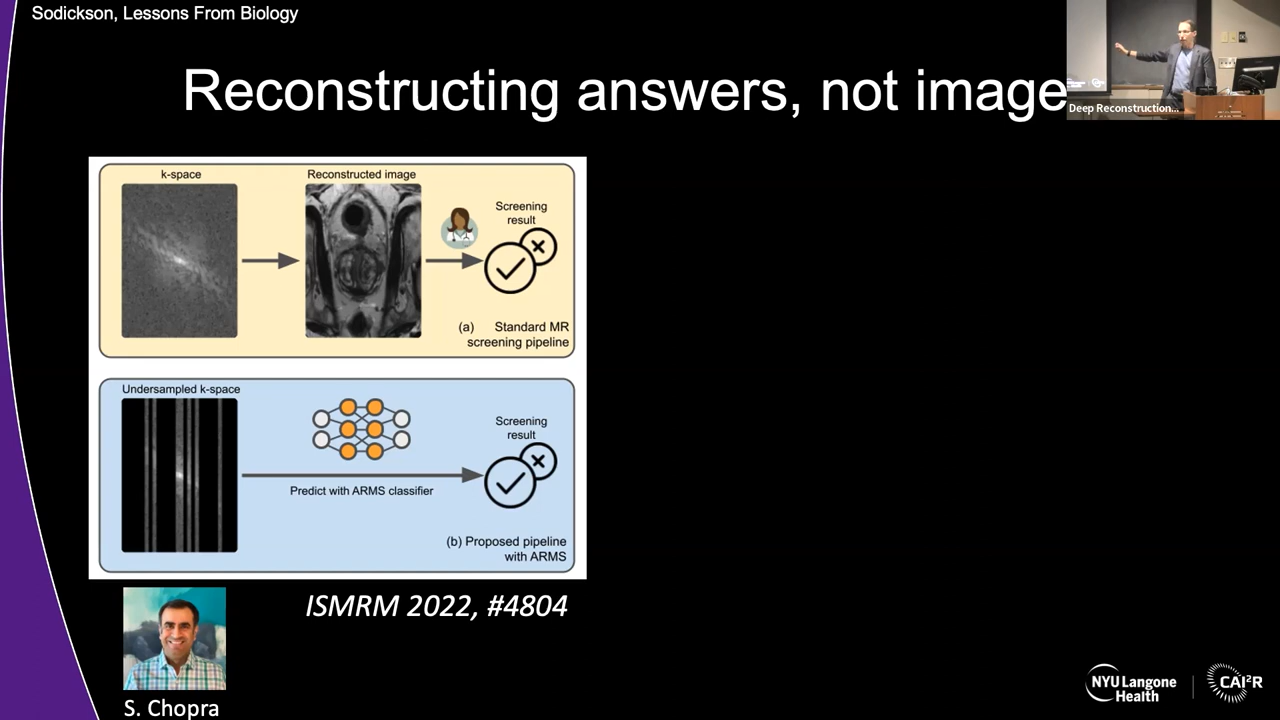 Sodickson, Lessons From Biology
Reconstructing answers, not image
Deep Reconstruction...
k-space
Reconstructed image
Screening
result
(a) Standard MR
screening pipeline
Undersampled k-space
Screening
result
Predict with ARMS classifier
(b) Proposed pipeline
with ARMS
ISMRM 2022, #4804
S. Chopra
NYU Langone
Health
CAI²R